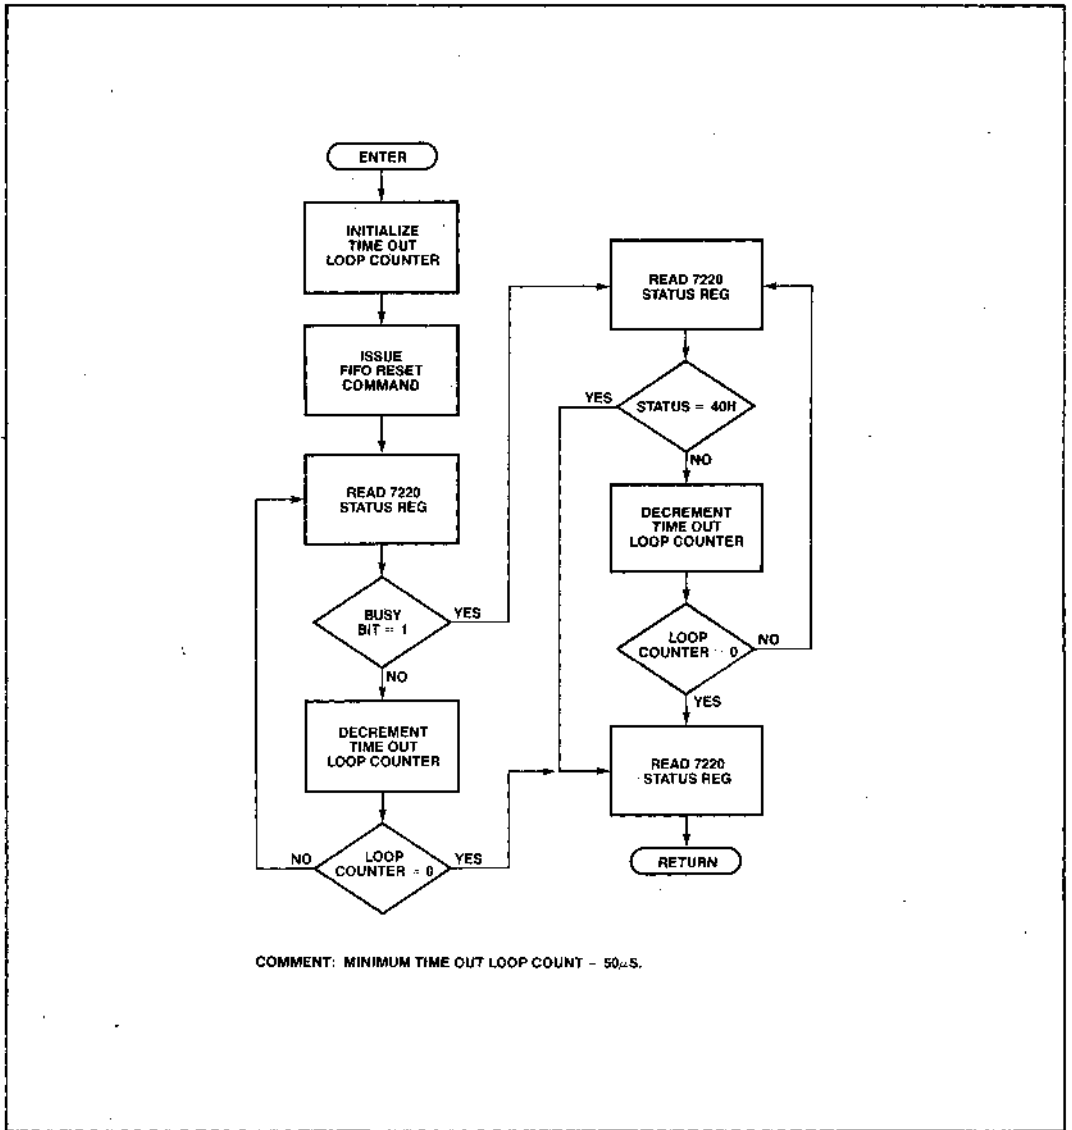 ENTER
INITIALIZE
TIME OUT
LOOP COUNTER
ISSUE
FIFO RESET
COMMAND
READ 7220
STATUS REG
BUSY
BIT = 1
YES
NO
DECREMENT
TIME OUT
LOOP COUNTER
LOOP
COUNTER = 0
NO
YES
READ 7220
STATUS REG
STATUS = 40H
YES
NO
DECREMENT
TIME OUT
LOOP COUNTER
LOOP
COUNTER = 0
NO
YES
READ 7220
STATUS REG
RETURN
COMMENT: MINIMUM TIME OUT LOOP COUNT – 50μS.